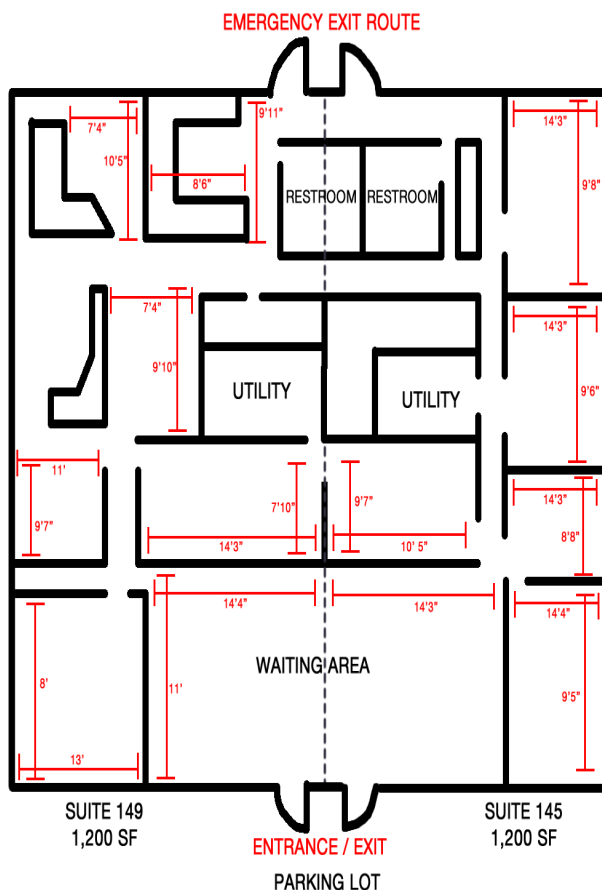 EMERGENCY EXIT ROUTE
7'4"
10'5"
8'6"
9'11"
14'3"
9'8"
RESTROOM
RESTROOM
7'4"
9'10"
14'3"
9'6"
UTILITY
UTILITY
11'
9'7"
7'10"
14'3"
9'7"
10' 5"
14'3"
8'8"
14'4"
14'3"
14'4"
8'
11'
WAITING AREA
9'5"
13'
SUITE 149
1,200 SF
SUITE 145
1,200 SF
ENTRANCE / EXIT
PARKING LOT